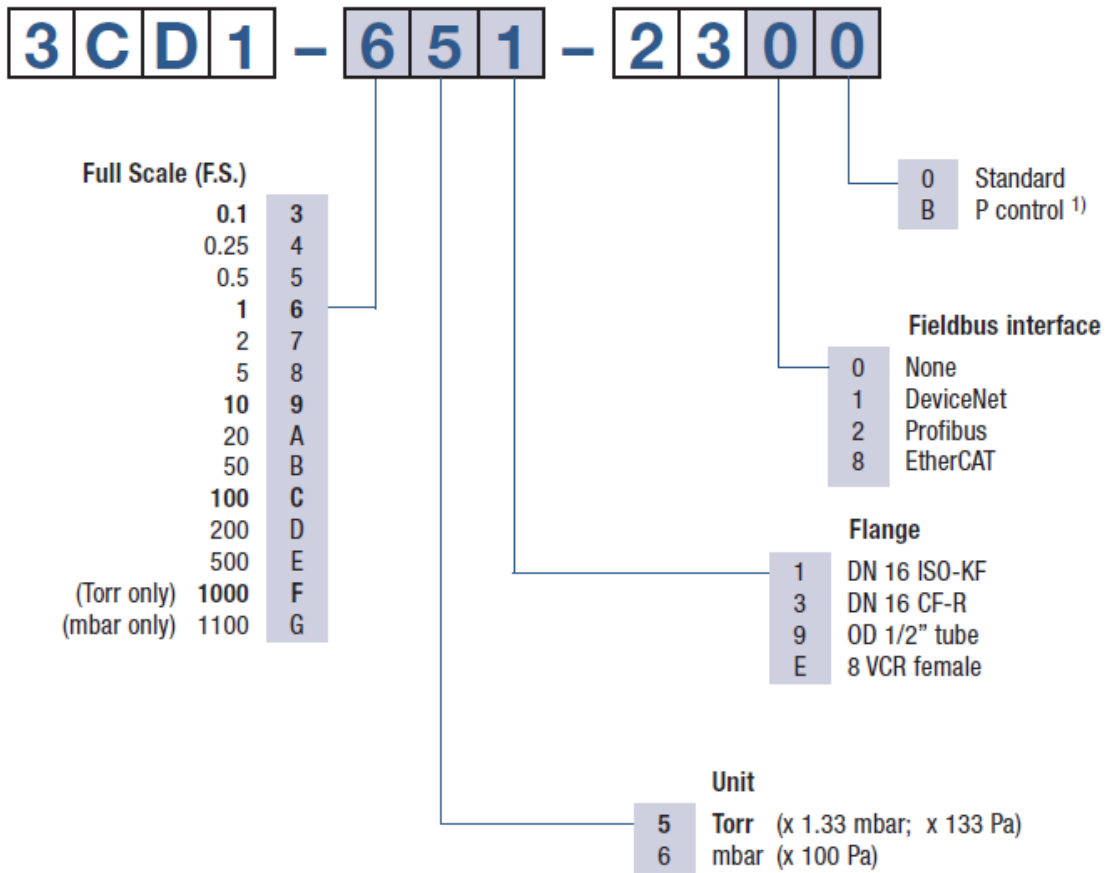 3CD1 – 651 – 2300
0 Standard
B P control 1)
Full Scale (F.S.)
0.1 3
0.25 4
0.5 5
1 6
2 7
5 8
10 9
20 A
50 B
100 C
200 D
500 E
(Torr only) 1000 F
(mbar only) 1100 G
Fieldbus interface
0 None
1 DeviceNet
2 Profibus
8 EtherCAT
Flange
1 DN 16 ISO-KF
3 DN 16 CF-R
9 OD 1/2” tube
E 8 VCR female
Unit
5 Torr (x 1.33 mbar; x 133 Pa)
6 mbar (x 100 Pa)